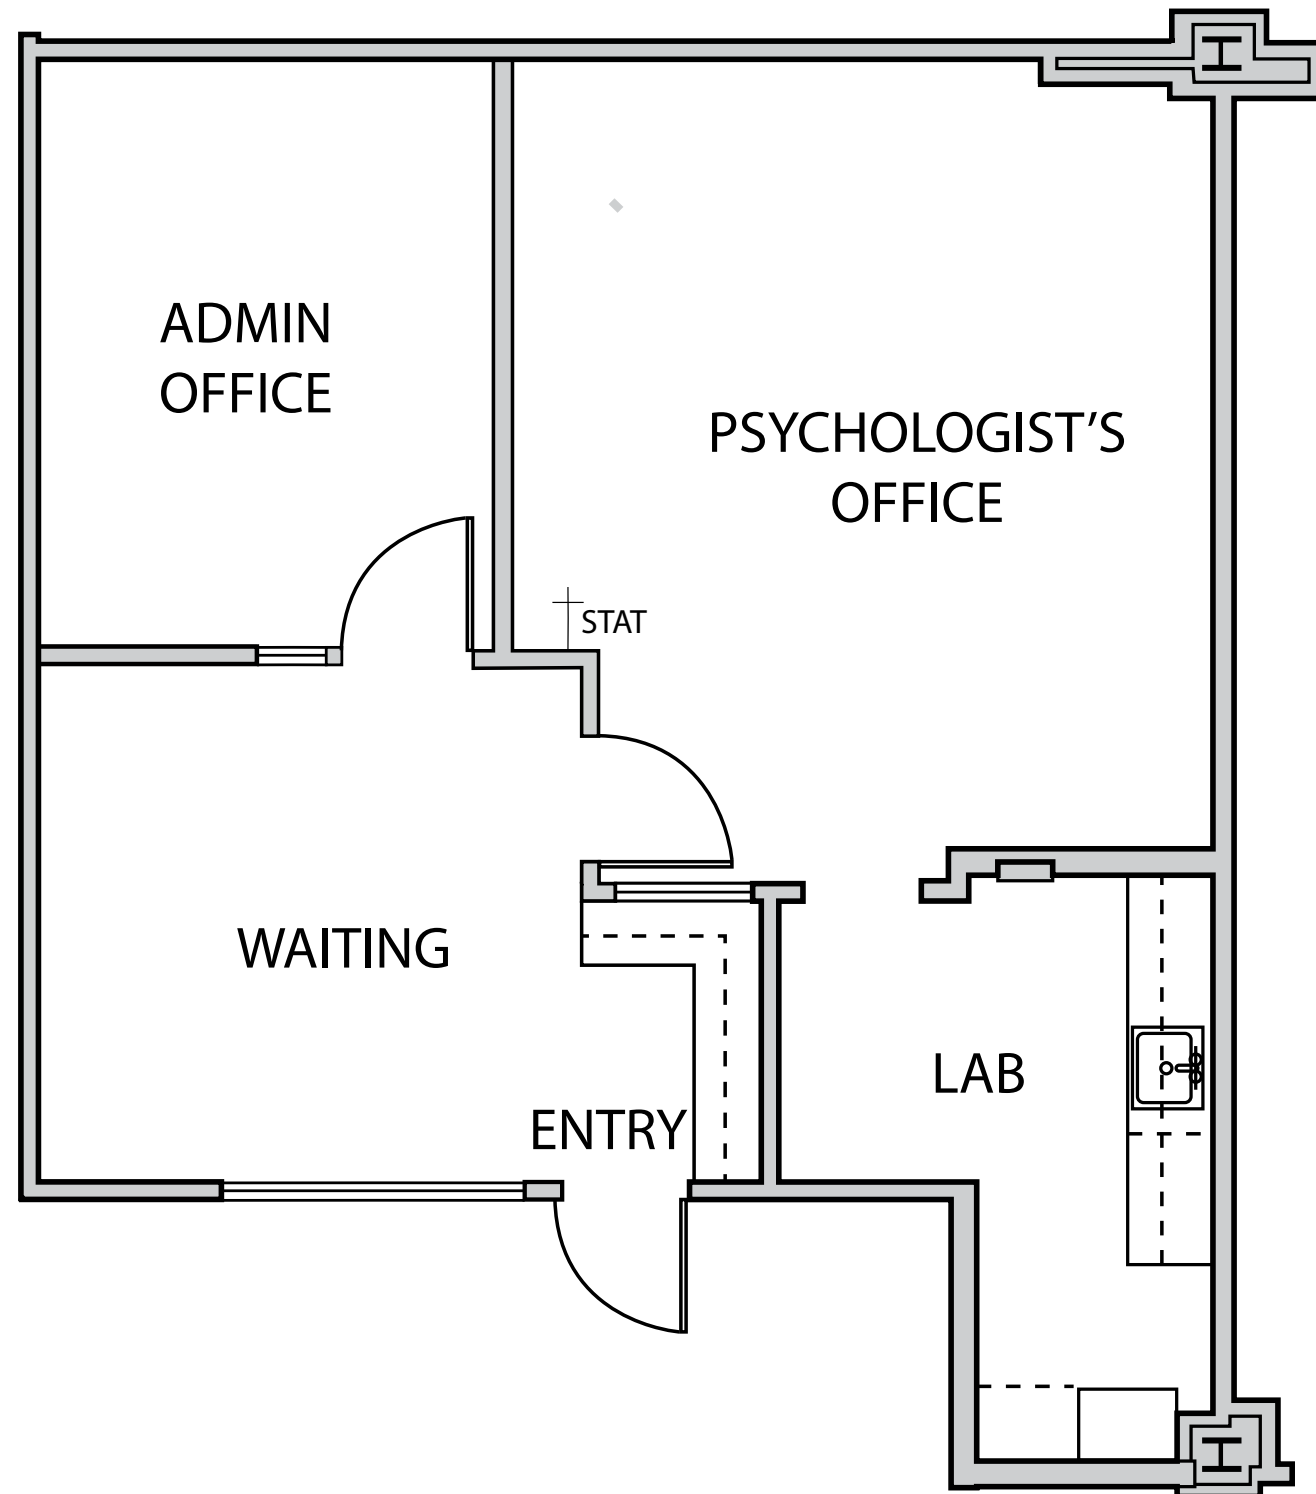 ADMIN
OFFICE
PSYCHOLOGIST'S
OFFICE
STAT
WAITING
LAB
ENTRY